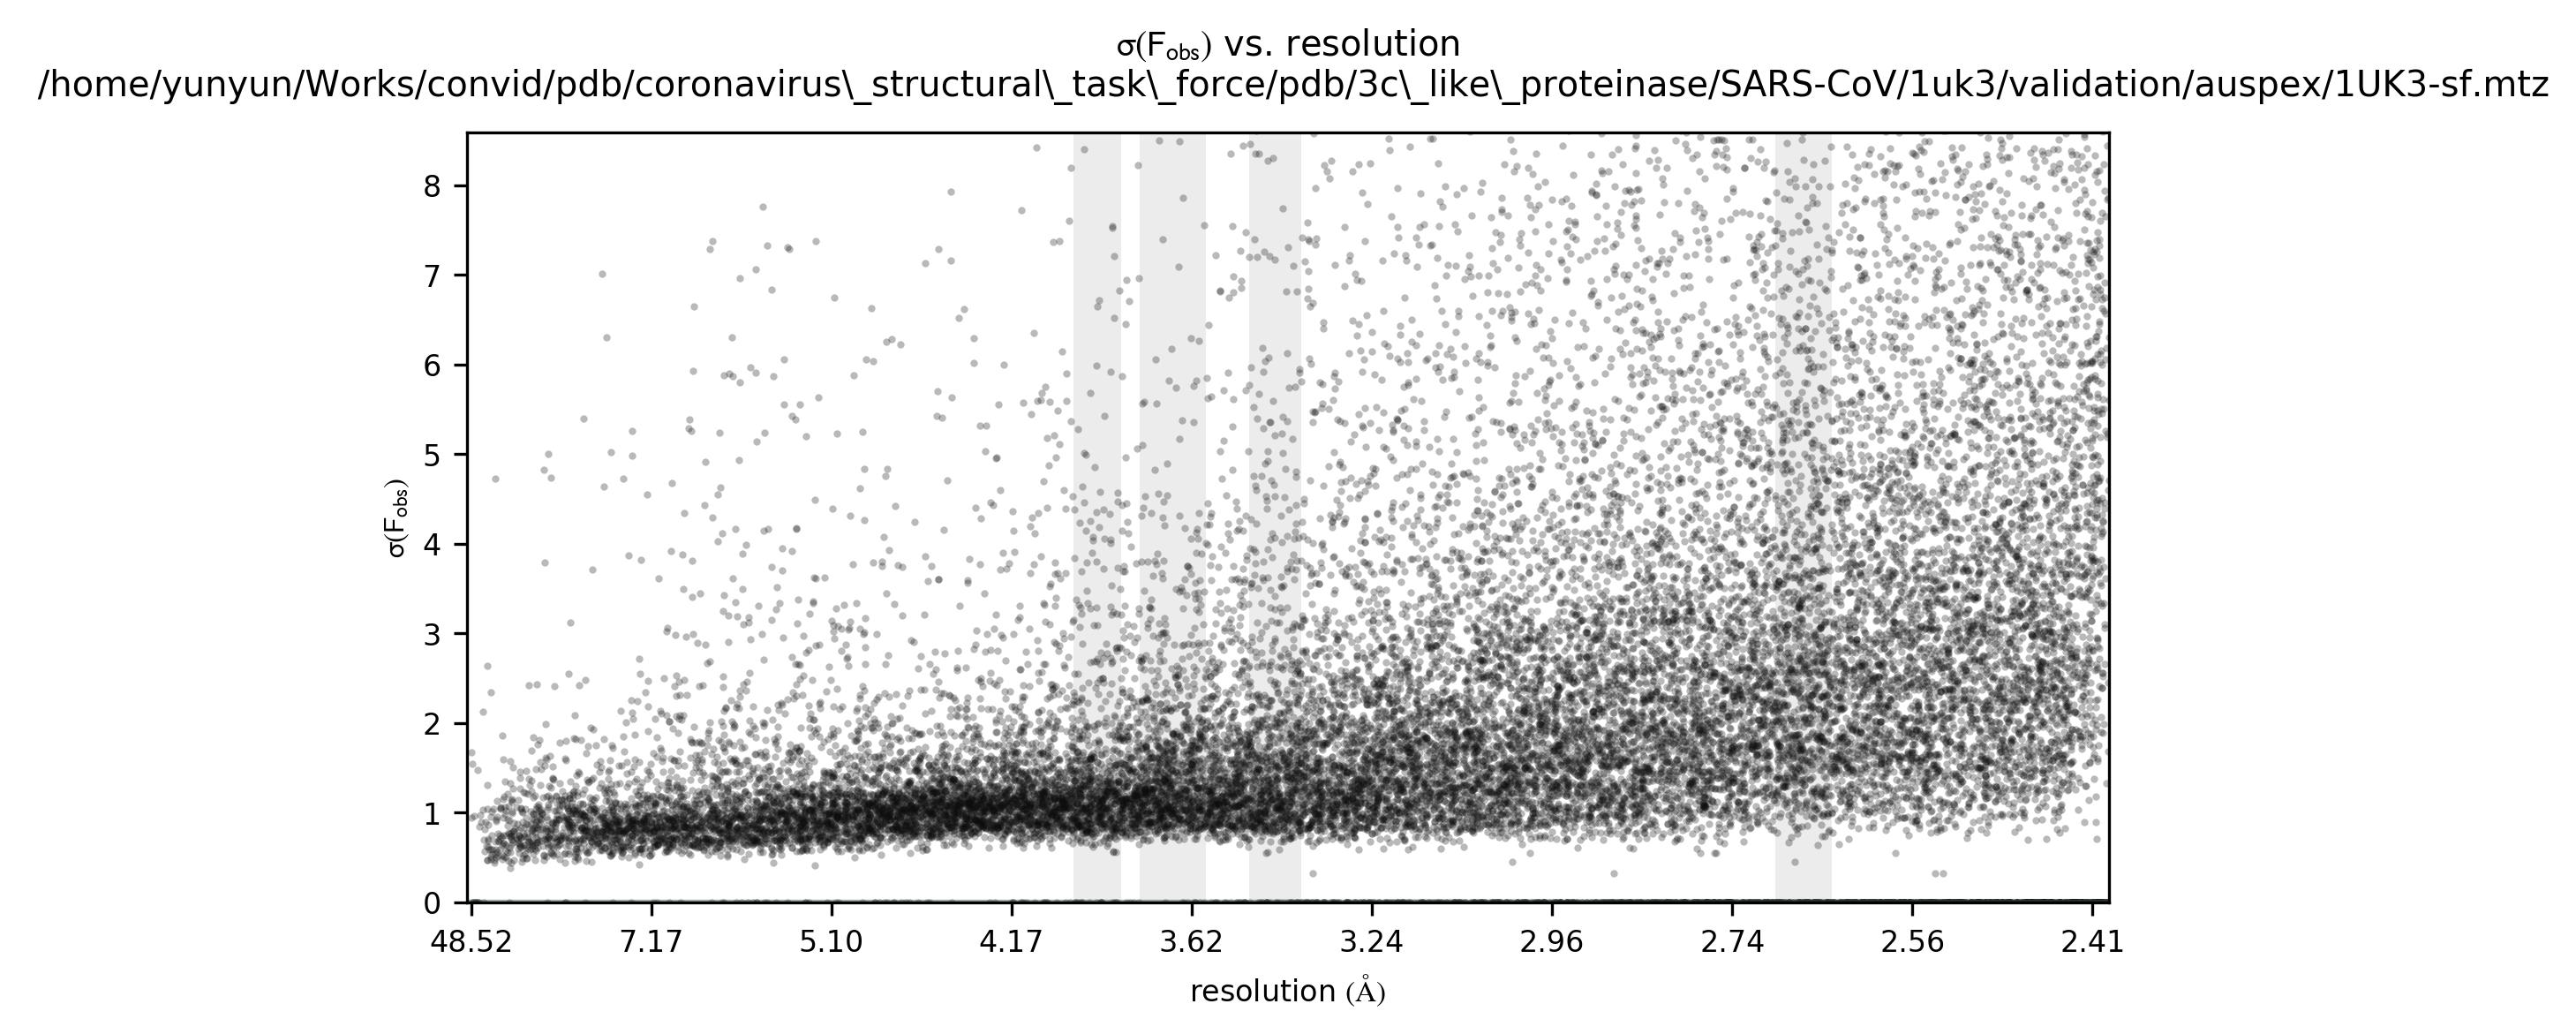 σ(Fobs) vs. resolution
/home/yunyun/Works/convid/pdb/coronavirus\_structural\_task\_force/pdb/3c\_like\_proteinase/SARS-CoV/1uk3/validation/auspex/1UK3-sf.mtz
8
7
6
5
4
3
2
1
0
σ(Fobs)
48.52 7.17 5.10 4.17 3.62 3.24 2.96 2.74 2.56 2.41
resolution (Å)